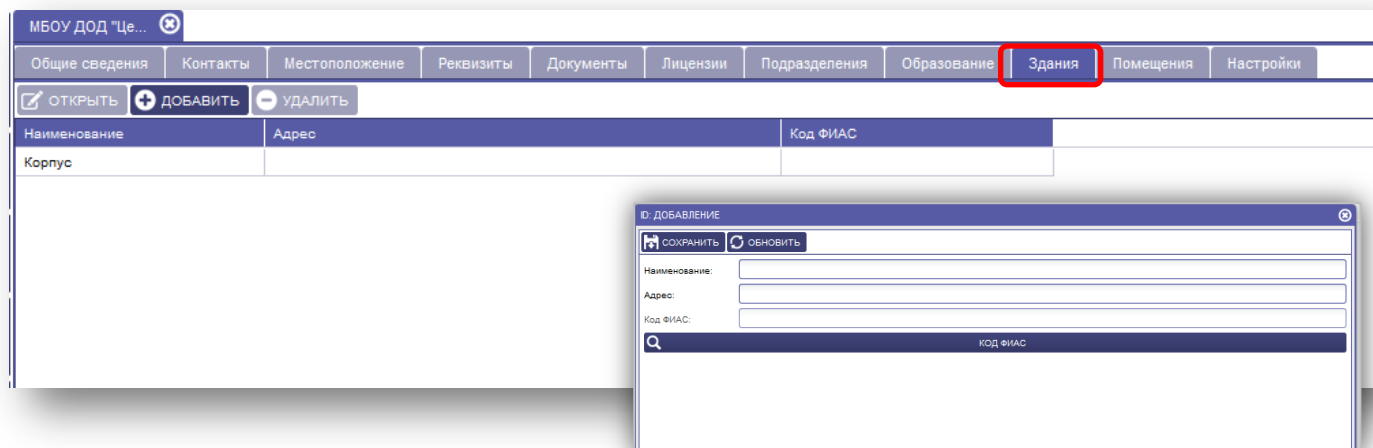 МБОУ ДОД "Це...
Общие сведения Контакты Местоположение Реквизиты Документы Лицензии Подразделения Образование Здания Помещения Настройки
ОТКРЫТЬ ДОБАВИТЬ УДАЛИТЬ
Наименование Адрес Код ФИАС
Корпус
ID: ДОБАВЛЕНИЕ
СОХРАНИТЬ ОБНОВИТЬ
Наименование:
Адрес:
Код ФИАС:
КОД ФИАС